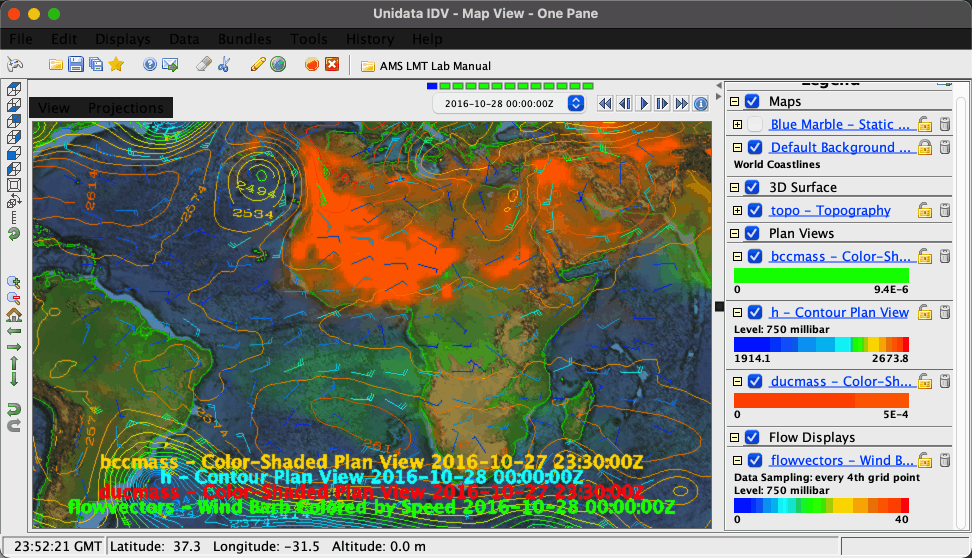 Unidata IDV - Map View - One Pane
File Edit Displays Data Bundles Tools History Help
AMS LMT Lab Manual
View Projections
2016-10-28 00:00:00Z
2614
2574
2494
2534
2574
2574
2374
bccmass - Color-Shaded Plan View 2016-10-27 23:30:00Z
h - Contour Plan View 2016-10-28 00:00:00Z
ducmass - Color-Shaded Plan View 2016-10-27 23:30:00Z
flowvectors - Wind Barb Colored by Speed 2016-10-28 00:00:00Z
Legend
Maps
Blue Marble - Static ...
Default Background ...
World Coastlines
3D Surface
topo - Topography
Plan Views
bccmass - Color-Sh...
0 9.4E-6
h - Contour Plan View
Level: 750 millibar
1914.1 2673.8
ducmass - Color-Sh...
0 5E-4
Flow Displays
flowvectors - Wind B...
Data Sampling: every 4th grid point
Level: 750 millibar
0 40
23:52:21 GMT Latitude: 37.3 Longitude: -31.5 Altitude: 0.0 m